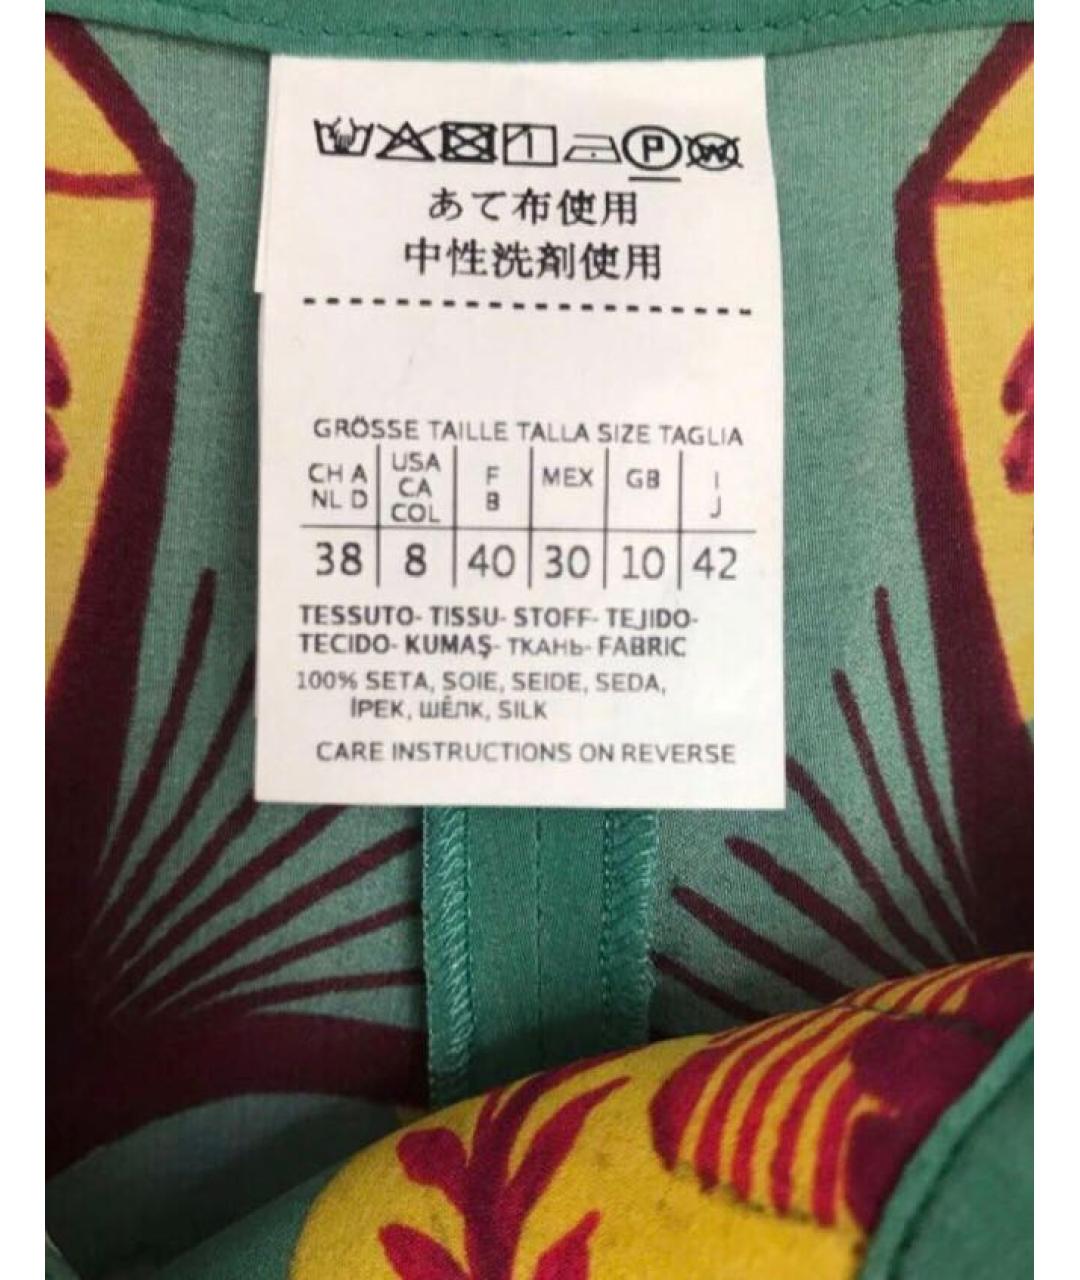 P W
あて布使用
中性洗剤使用
GRÖSSE TAILLE TALLA SIZE TAGLIA
CH A NL D | USA CA COL | F B | MEX | GB | I J
38 | 8 | 40 | 30 | 10 | 42
TESSUTO- TISSU- STOFF- TEJIDO-
TECIDO- KUMAŞ- ТКАНЬ- FABRIC
100% SETA, SOIE, SEIDE, SEDA,
İPEK, ШЁЛК, SILK
CARE INSTRUCTIONS ON REVERSE